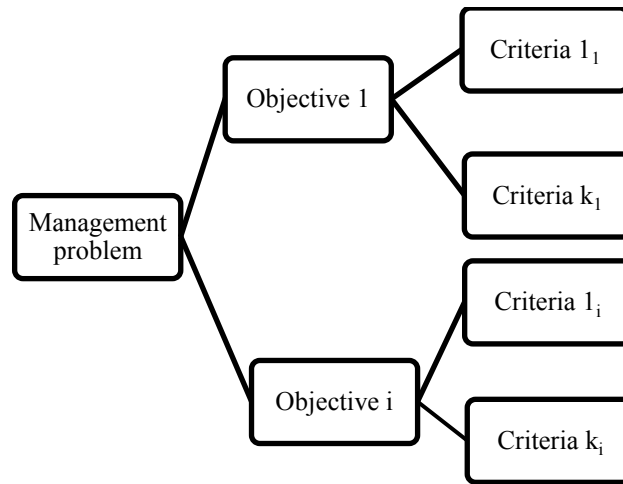 Criteria 1₁
Objective 1
Criteria k₁
Management
problem
Criteria 1ᵢ
Objective i
Criteria kᵢ